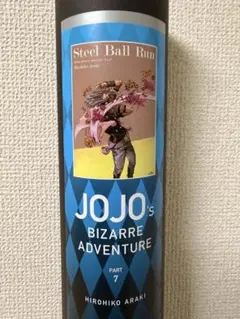 Steel Ball Run
JOJO's
BIZARRE
ADVENTURE
PART
7
HIROHIKO ARAKI